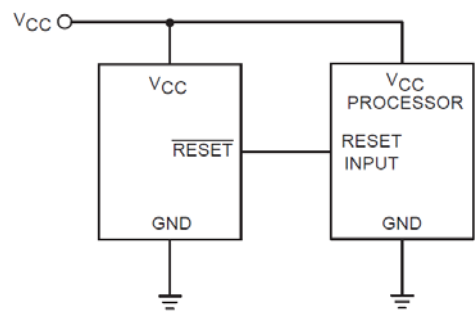 VCC
VCC
RESET
GND
VCC
PROCESSOR
RESET
INPUT
GND